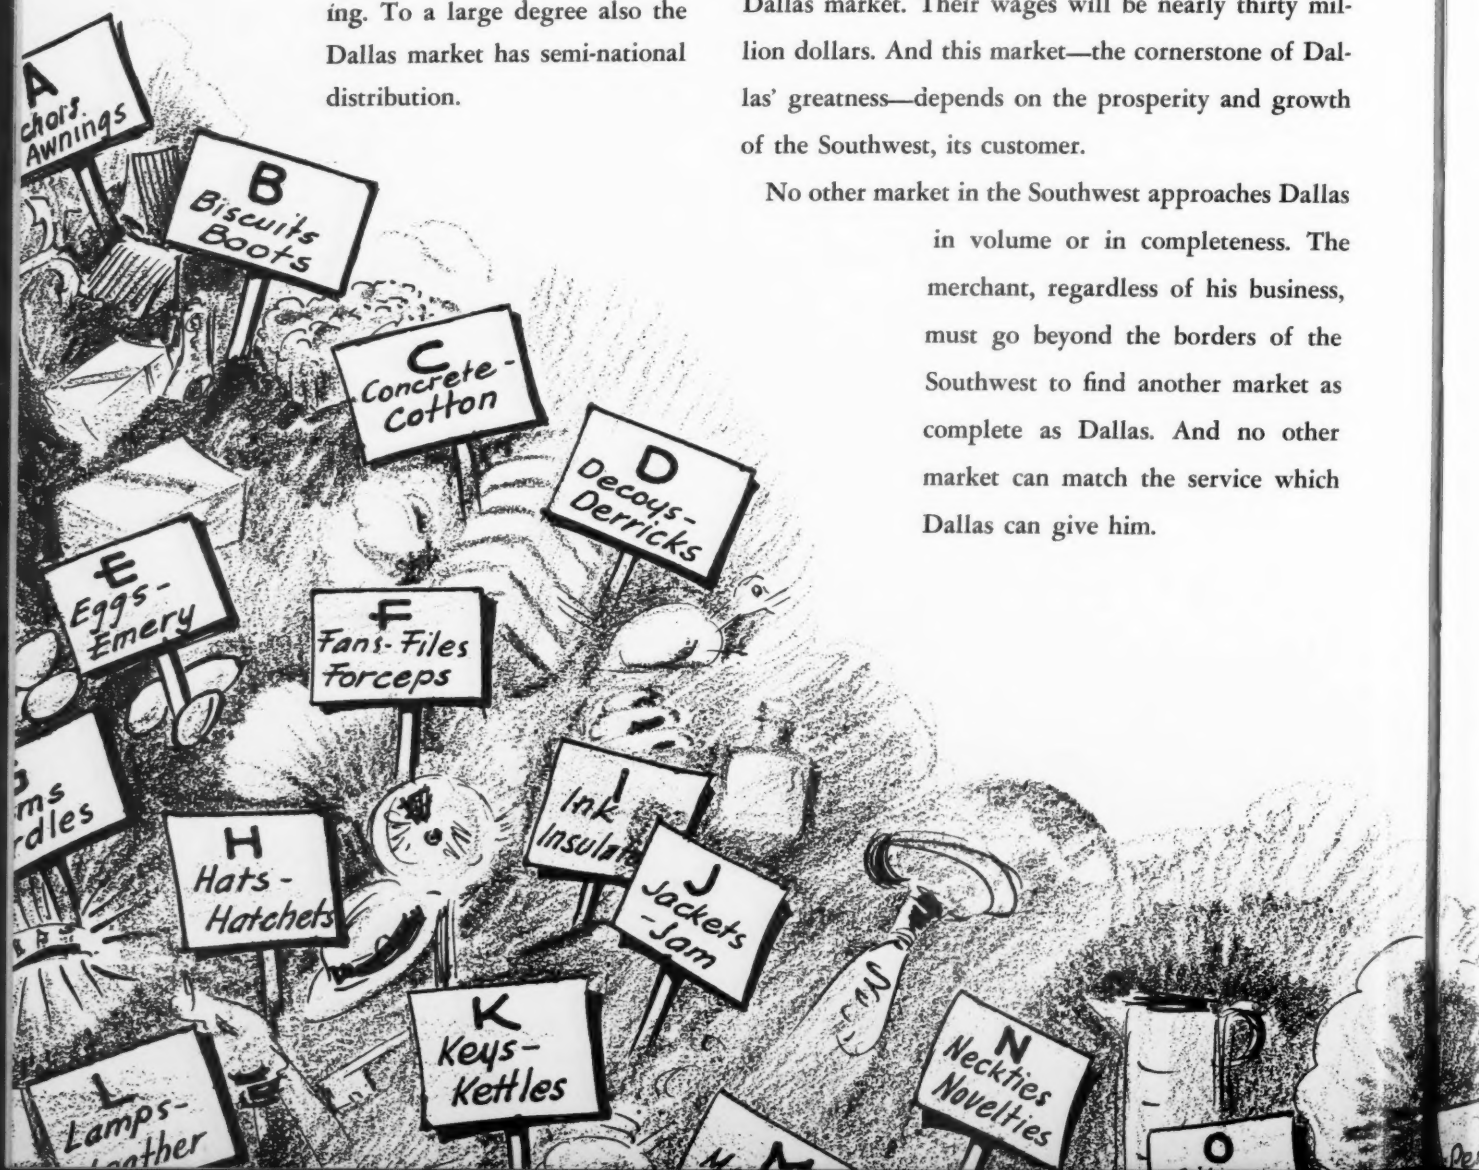 ing. To a large degree also the
Dallas market has semi-national
distribution.
Dallas market. Their wages will be nearly thirty mil-
lion dollars. And this market—the cornerstone of Dal-
las' greatness—depends on the prosperity and growth
of the Southwest, its customer.
No other market in the Southwest approaches Dallas
in volume or in completeness. The
merchant, regardless of his business,
must go beyond the borders of the
Southwest to find another market as
complete as Dallas. And no other
market can match the service which
Dallas can give him.
A
chors
Awnings
B
Biscuits
Boots
C
Concrete-
Cotton
D
Decoys-
Derricks
E
Eggs-
Emery
F
Fans-Files
Forceps
ms
rdles
H
Hats-
Hatchets
I
Ink
Insulato
J
Jackets
-Jam
K
Keys-
Kettles
L
Lamps-
eather
N
Neckties
Novelties
O